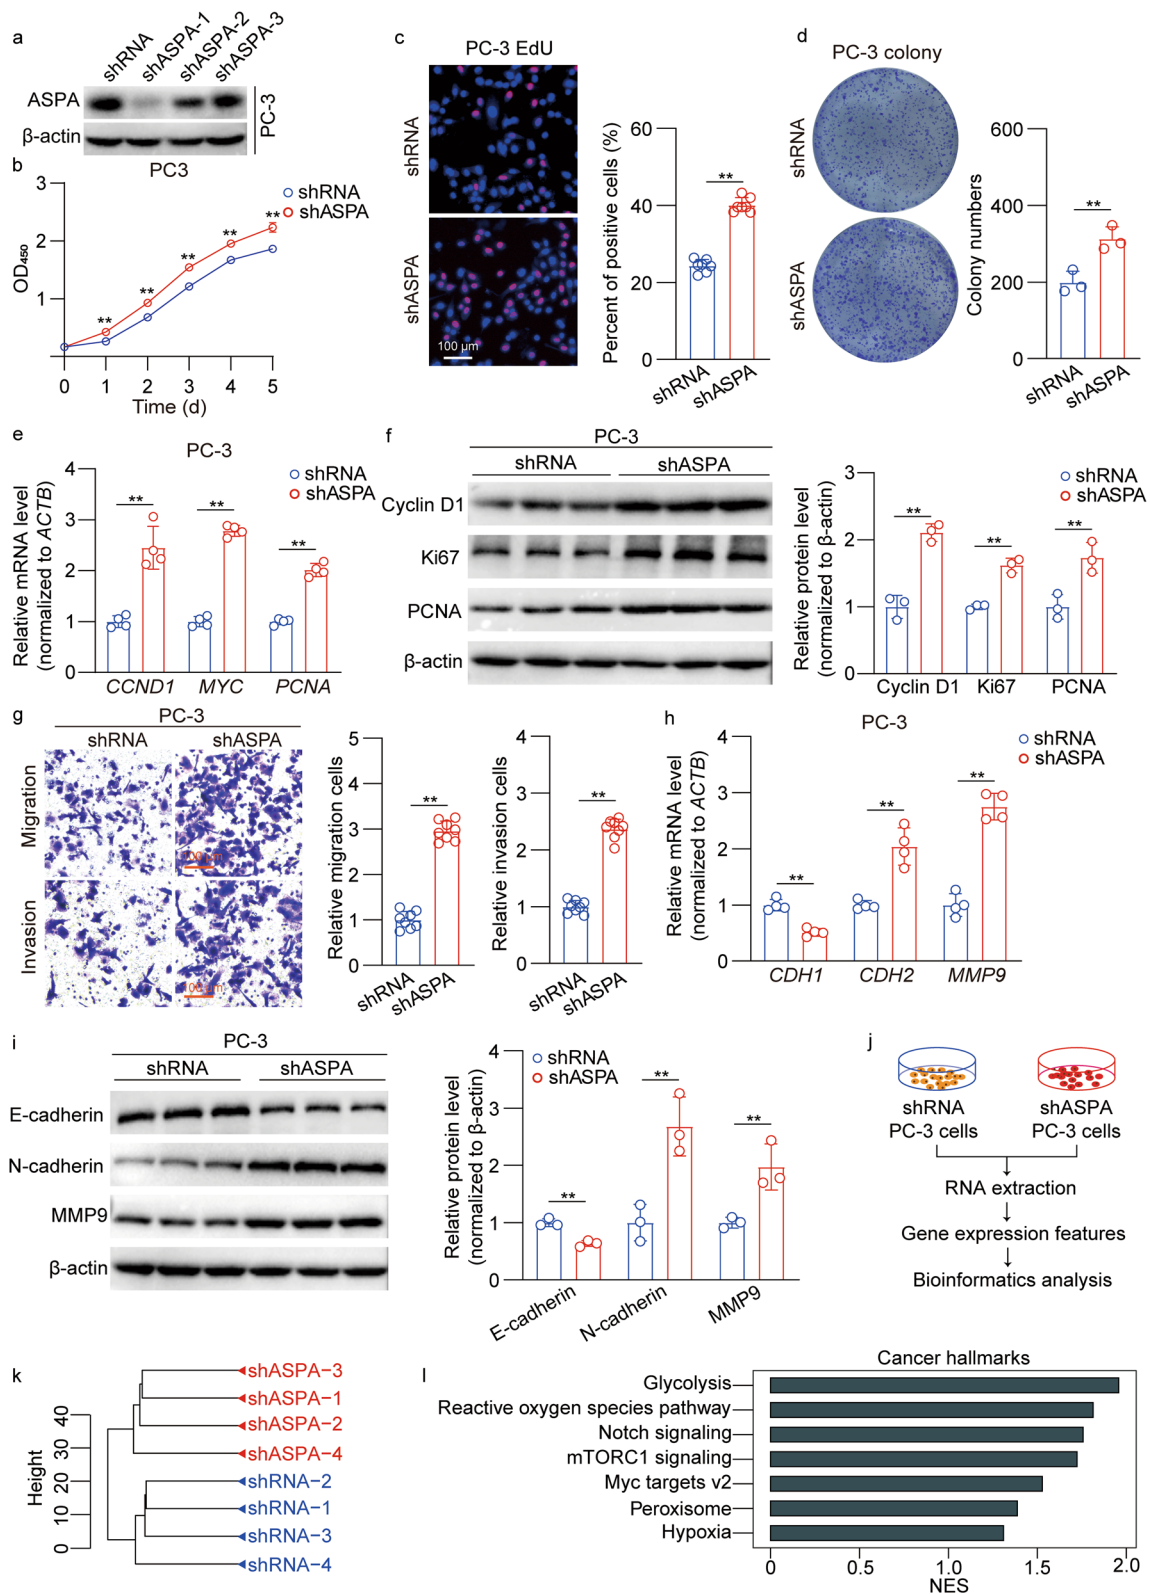 a
shRNA
shASPA-1
shASPA-2
shASPA-3
ASPA
β-actin
PC-3
b
PC3
shRNA
shASPA
OD₄₅₀
3
2
1
** ** ** ** **
0 1 2 3 4 5
Time (d)
c
PC-3 EdU
shRNA
shASPA
100 μm
Percent of positive cells (%)
60
40
20
0
**
shRNA
shASPA
d
PC-3 colony
shRNA
shASPA
Colony numbers
600
400
200
0
**
shRNA
shASPA
e
PC-3
shRNA
shASPA
Relative mRNA level
(normalized to ACTB)
4
3
2
1
0
** ** **
CCND1 MYC PCNA
f
PC-3
shRNA shASPA
Cyclin D1
Ki67
PCNA
β-actin
shRNA
shASPA
Relative protein level
(normalized to β-actin)
3
2
1
0
** ** **
Cyclin D1 Ki67 PCNA
g
PC-3
shRNA shASPA
Migration
100 μm
Invasion
100 μm
Relative migration cells
5
4
3
2
1
0
**
shRNA
shASPA
Relative invasion cells
4
3
2
1
0
**
shRNA
shASPA
h
PC-3
shRNA
shASPA
Relative mRNA level
(normalized to ACTB)
4
3
2
1
0
** ** **
CDH1 CDH2 MMP9
i
PC-3
shRNA shASPA
E-cadherin
N-cadherin
MMP9
β-actin
shRNA
shASPA
Relative protein level
(normalized to β-actin)
4
3
2
1
0
** ** **
E-cadherin
N-cadherin
MMP9
j
shRNA
PC-3 cells
shASPA
PC-3 cells
RNA extraction
Gene expression features
Bioinformatics analysis
k
Height
40
30
20
10
0
shASPA−3
shASPA−1
shASPA−2
shASPA−4
shRNA−2
shRNA−1
shRNA−3
shRNA−4
l
Cancer hallmarks
Glycolysis
Reactive oxygen species pathway
Notch signaling
mTORC1 signaling
Myc targets v2
Peroxisome
Hypoxia
0 0.5 1.0 1.5 2.0
NES